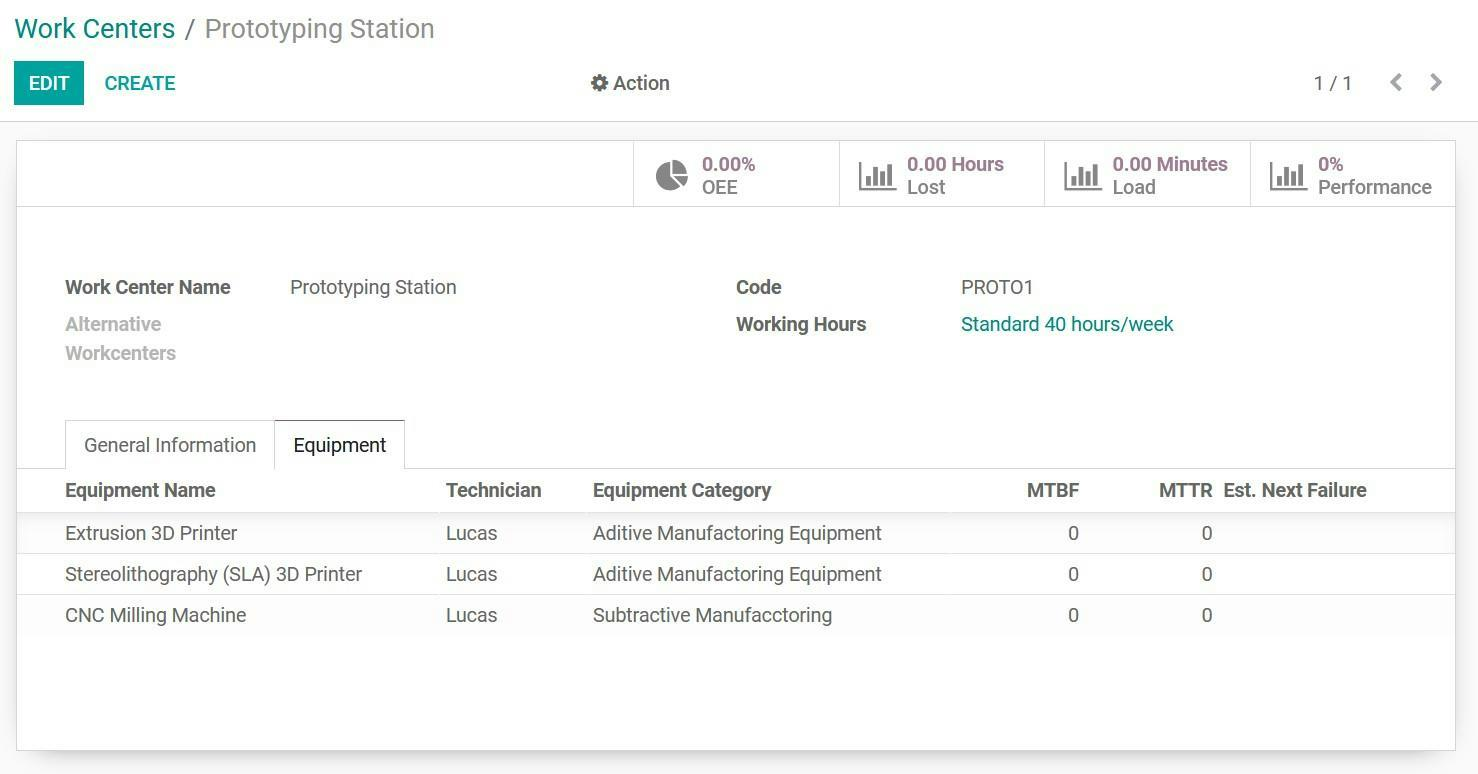 Work Centers / Prototyping Station
EDIT CREATE Action 1 / 1
0.00% 0.00 Hours 0.00 Minutes 0%
OEE Lost Load Performance
Work Center Name Prototyping Station Code PROTO1
Alternative Working Hours Standard 40 hours/week
Workcenters
General Information Equipment
Equipment Name Technician Equipment Category MTBF MTTR Est. Next Failure
Extrusion 3D Printer Lucas Aditive Manufactoring Equipment 0 0
Stereolithography (SLA) 3D Printer Lucas Aditive Manufactoring Equipment 0 0
CNC Milling Machine Lucas Subtractive Manufacctoring 0 0